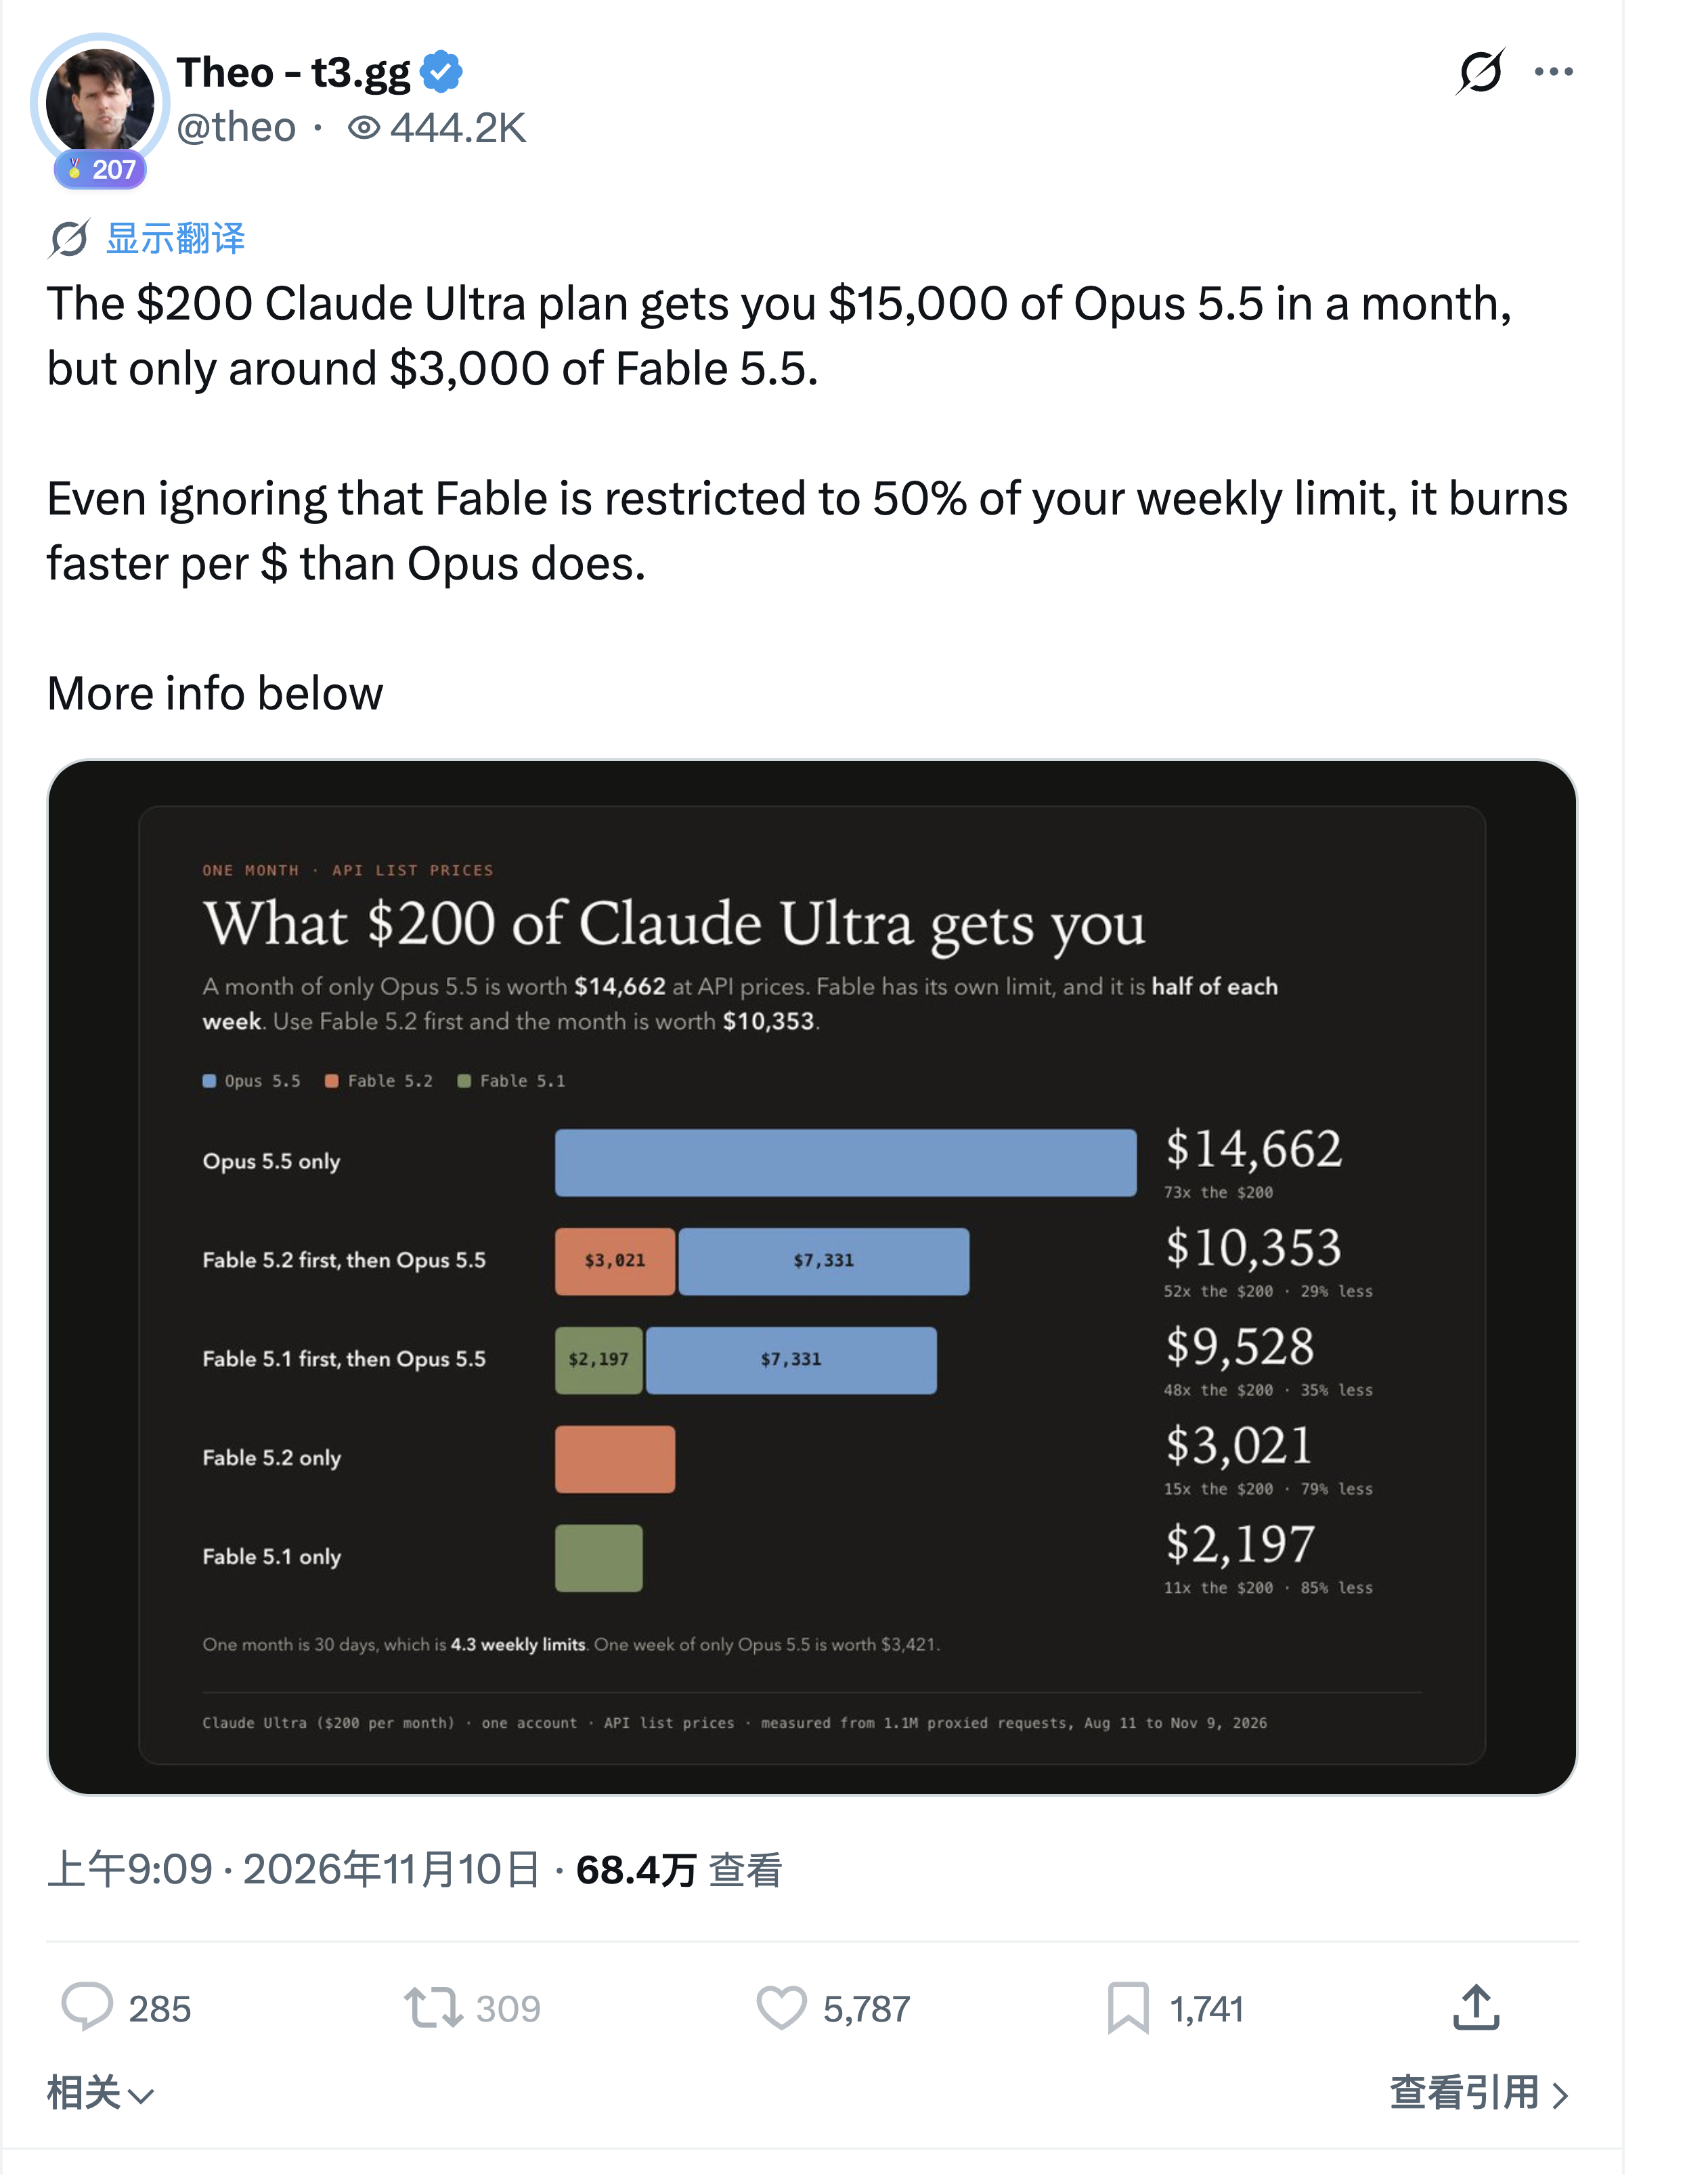 Theo - t3.gg
@theo · 444.2K
207
显示翻译
The $200 Claude Ultra plan gets you $15,000 of Opus 5.5 in a month,
but only around $3,000 of Fable 5.5.
Even ignoring that Fable is restricted to 50% of your weekly limit, it burns
faster per $ than Opus does.
More info below
ONE MONTH · API LIST PRICES
What $200 of Claude Ultra gets you
A month of only Opus 5.5 is worth $14,662 at API prices. Fable has its own limit, and it is half of each
week. Use Fable 5.2 first and the month is worth $10,353.
Opus 5.5 Fable 5.2 Fable 5.1
Opus 5.5 only
$14,662
73x the $200
Fable 5.2 first, then Opus 5.5
$3,021
$7,331
$10,353
52x the $200 · 29% less
Fable 5.1 first, then Opus 5.5
$2,197
$7,331
$9,528
48x the $200 · 35% less
Fable 5.2 only
$3,021
15x the $200 · 79% less
Fable 5.1 only
$2,197
11x the $200 · 85% less
One month is 30 days, which is 4.3 weekly limits. One week of only Opus 5.5 is worth $3,421.
Claude Ultra ($200 per month) · one account · API list prices · measured from 1.1M proxied requests, Aug 11 to Nov 9, 2026
上午9:09 · 2026年11月10日 · 68.4万 查看
285
309
5,787
1,741
相关
查看引用